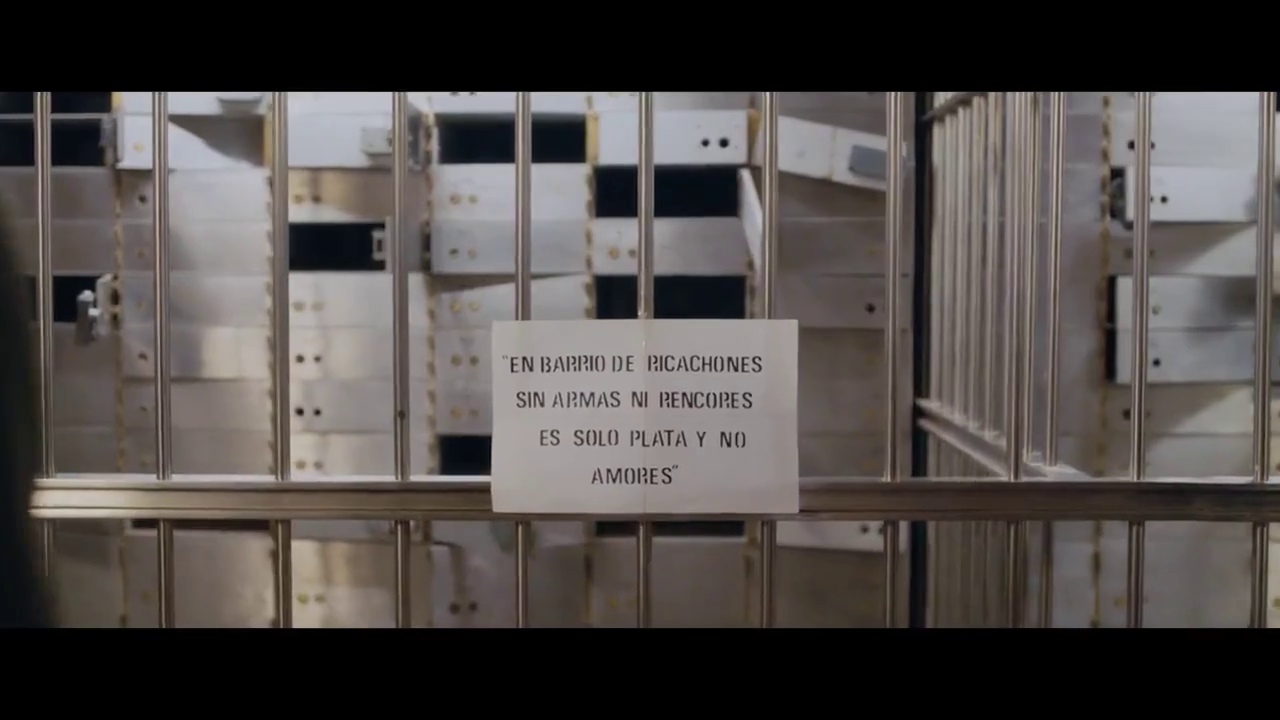 "EN BARRIO DE RICACHONES
SIN ARMAS NI RENCORES
ES SOLO PLATA Y NO
AMORES"